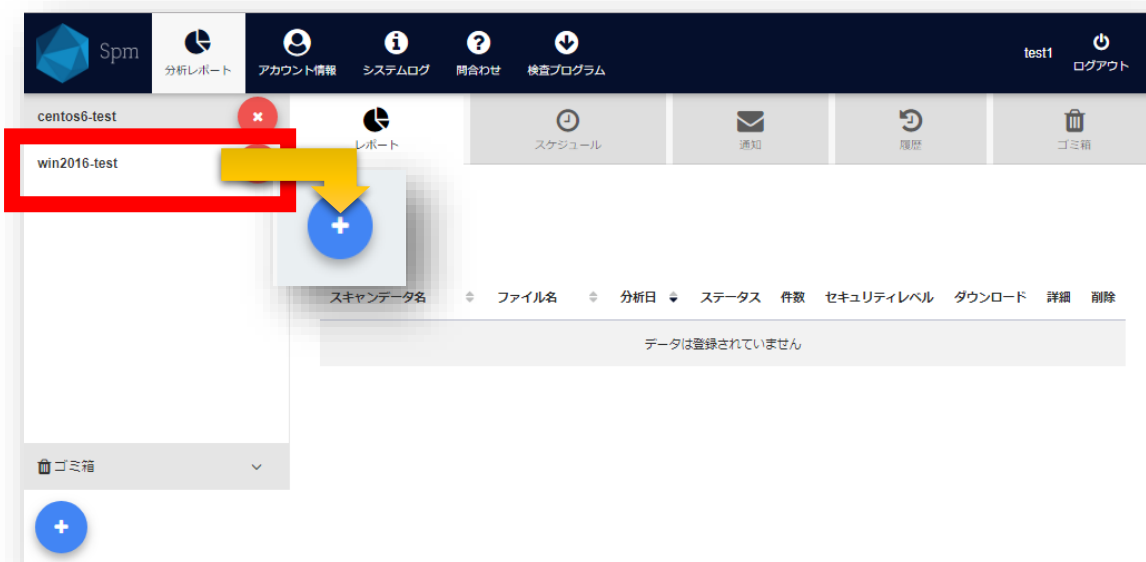 Spm
分析レポート
アカウント情報
システムログ
問合わせ
検査プログラム
test1
ログアウト
centos6-test
win2016-test
レポート
スケジュール
通知
履歴
ゴミ箱
スキャンデータ名 ファイル名 分析日 ステータス 件数 セキュリティレベル ダウンロード 詳細 削除
データは登録されていません
ゴミ箱